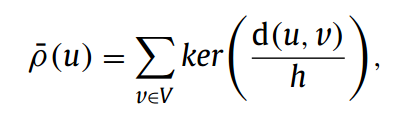 ρ̄(u) = ∑_{ν∈V} ker(d(u, ν)/h),